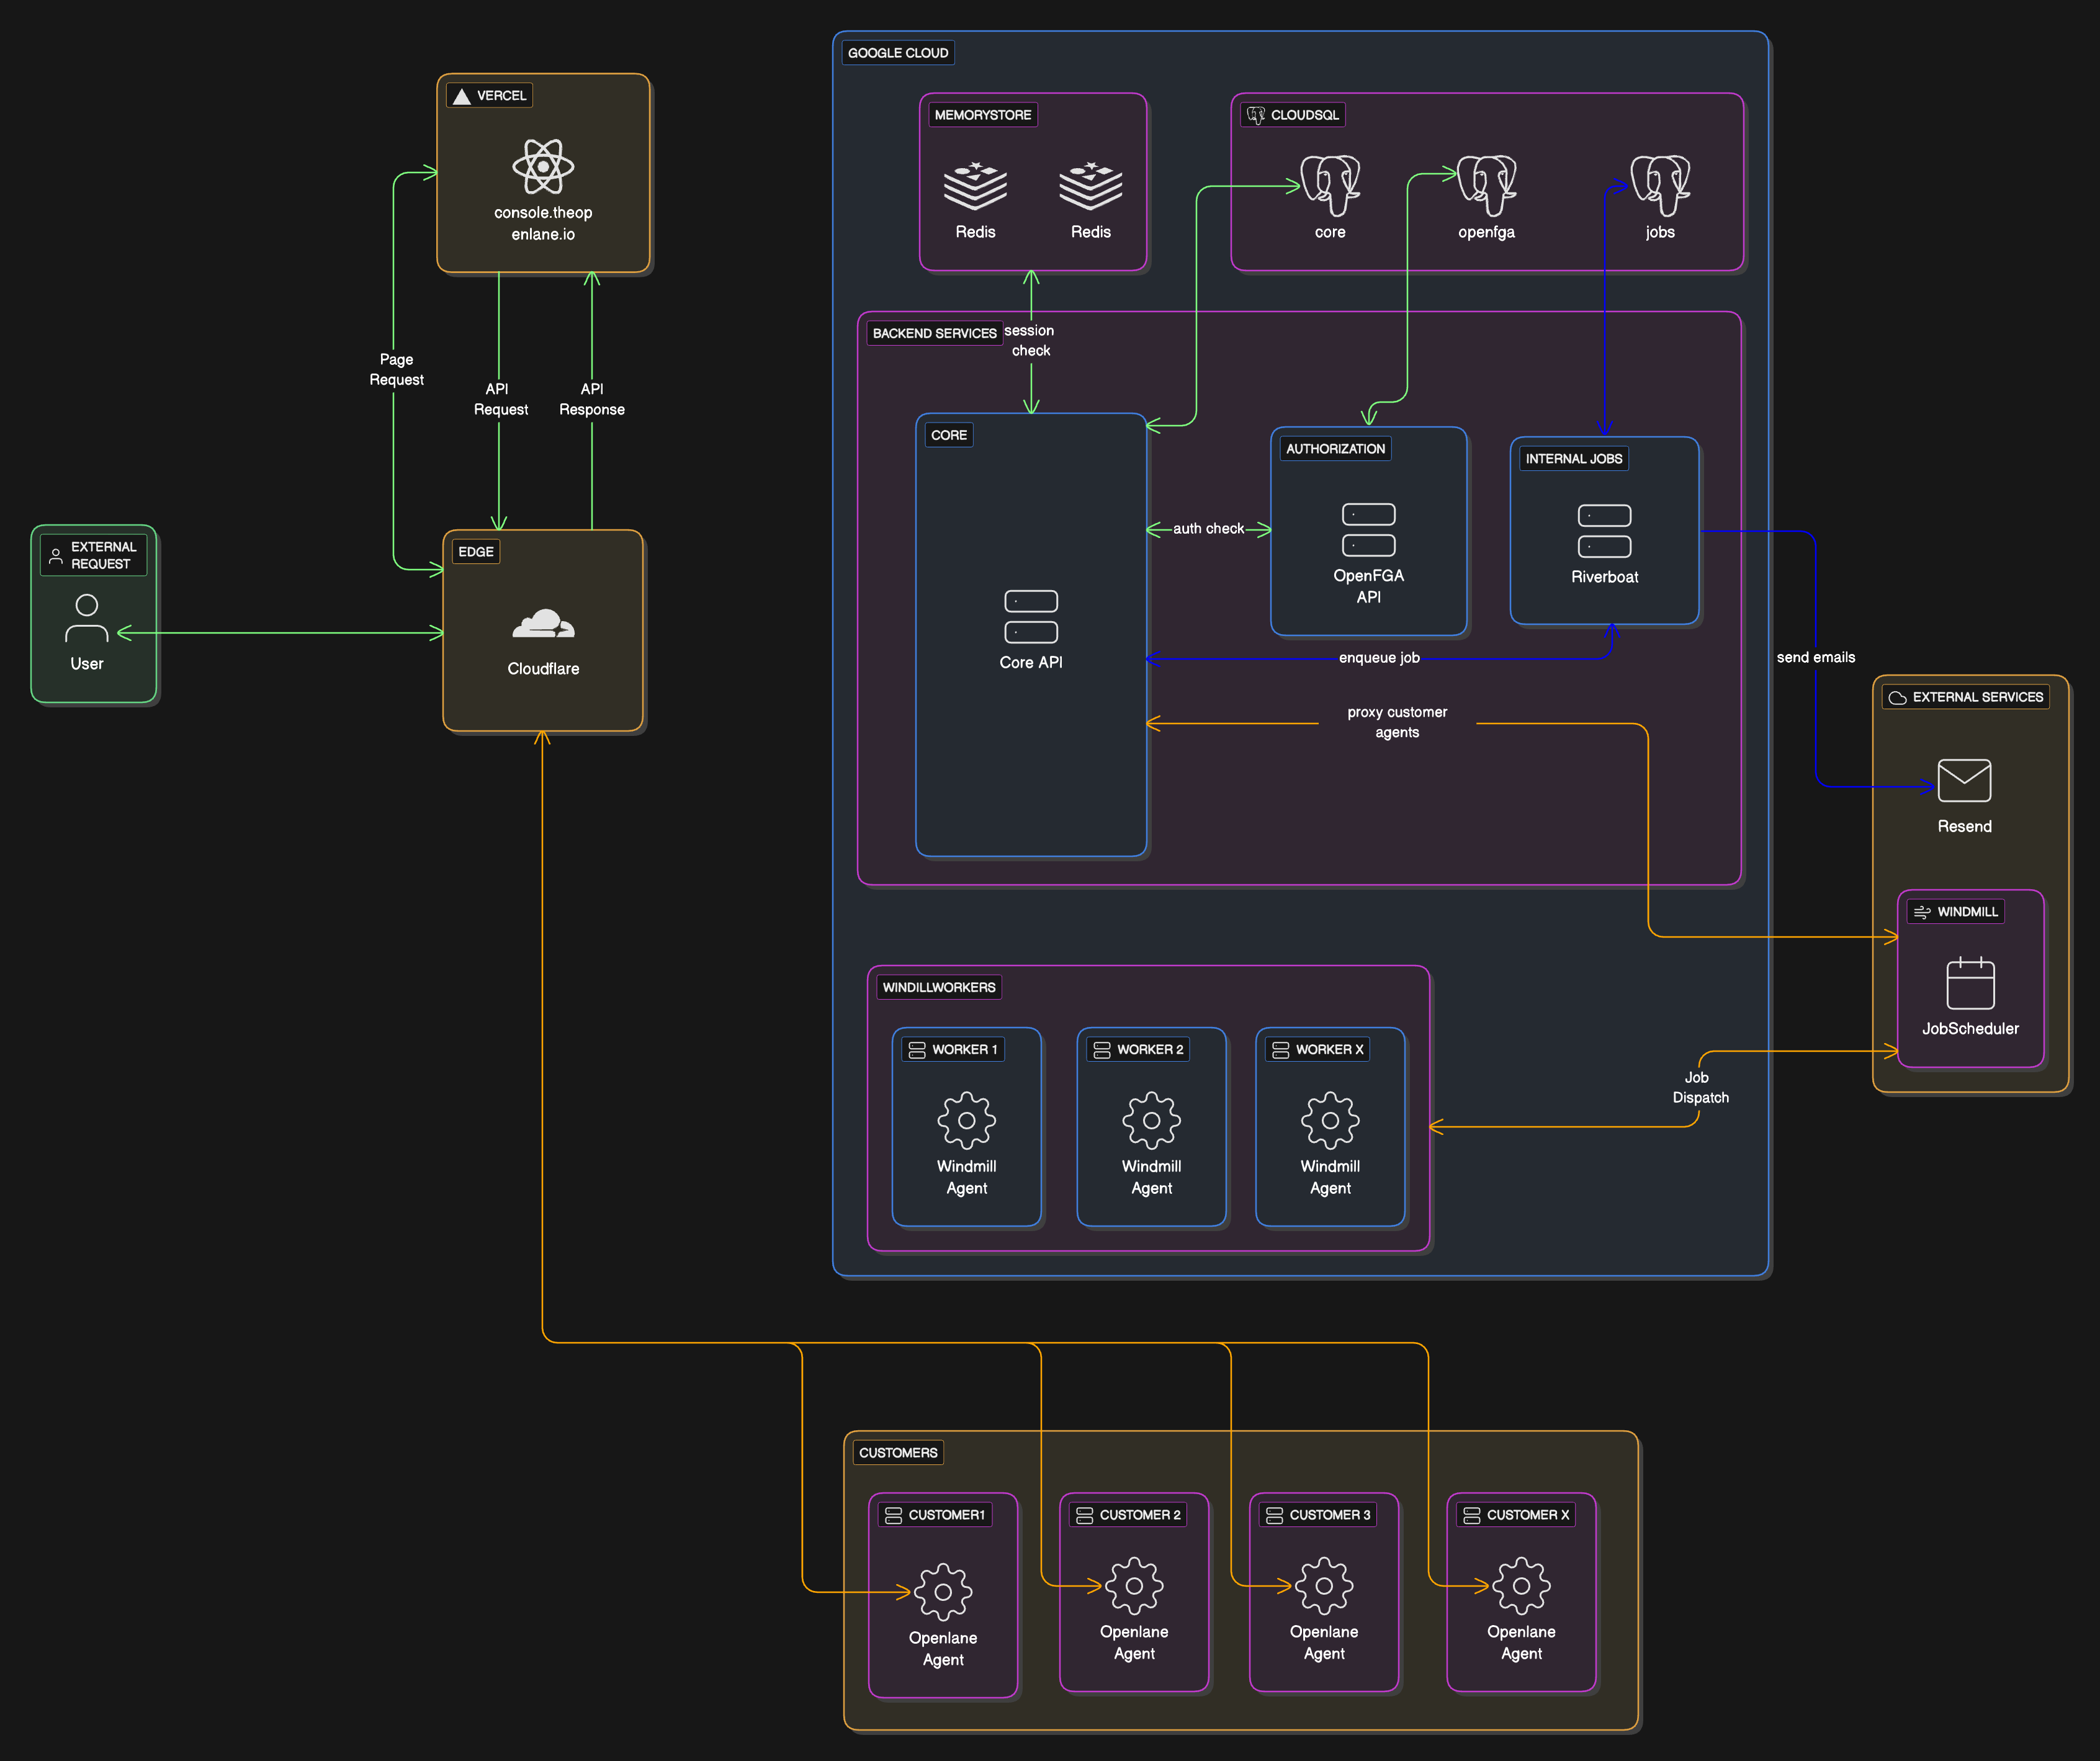 GOOGLE CLOUD
VERCEL
console.theop
enlane.io
MEMORYSTORE
Redis
Redis
CLOUDSQL
core
openfga
jobs
Page
Request
API
Request
API
Response
BACKEND SERVICES
session
check
CORE
Core API
AUTHORIZATION
OpenFGA
API
INTERNAL JOBS
Riverboat
auth check
enqueue job
proxy customer
agents
EXTERNAL
REQUEST
User
EDGE
Cloudflare
send emails
EXTERNAL SERVICES
Resend
WINDMILL
JobScheduler
WINDILLWORKERS
WORKER 1
Windmill
Agent
WORKER 2
Windmill
Agent
WORKER X
Windmill
Agent
Job
Dispatch
CUSTOMERS
CUSTOMER1
Openlane
Agent
CUSTOMER 2
Openlane
Agent
CUSTOMER 3
Openlane
Agent
CUSTOMER X
Openlane
Agent